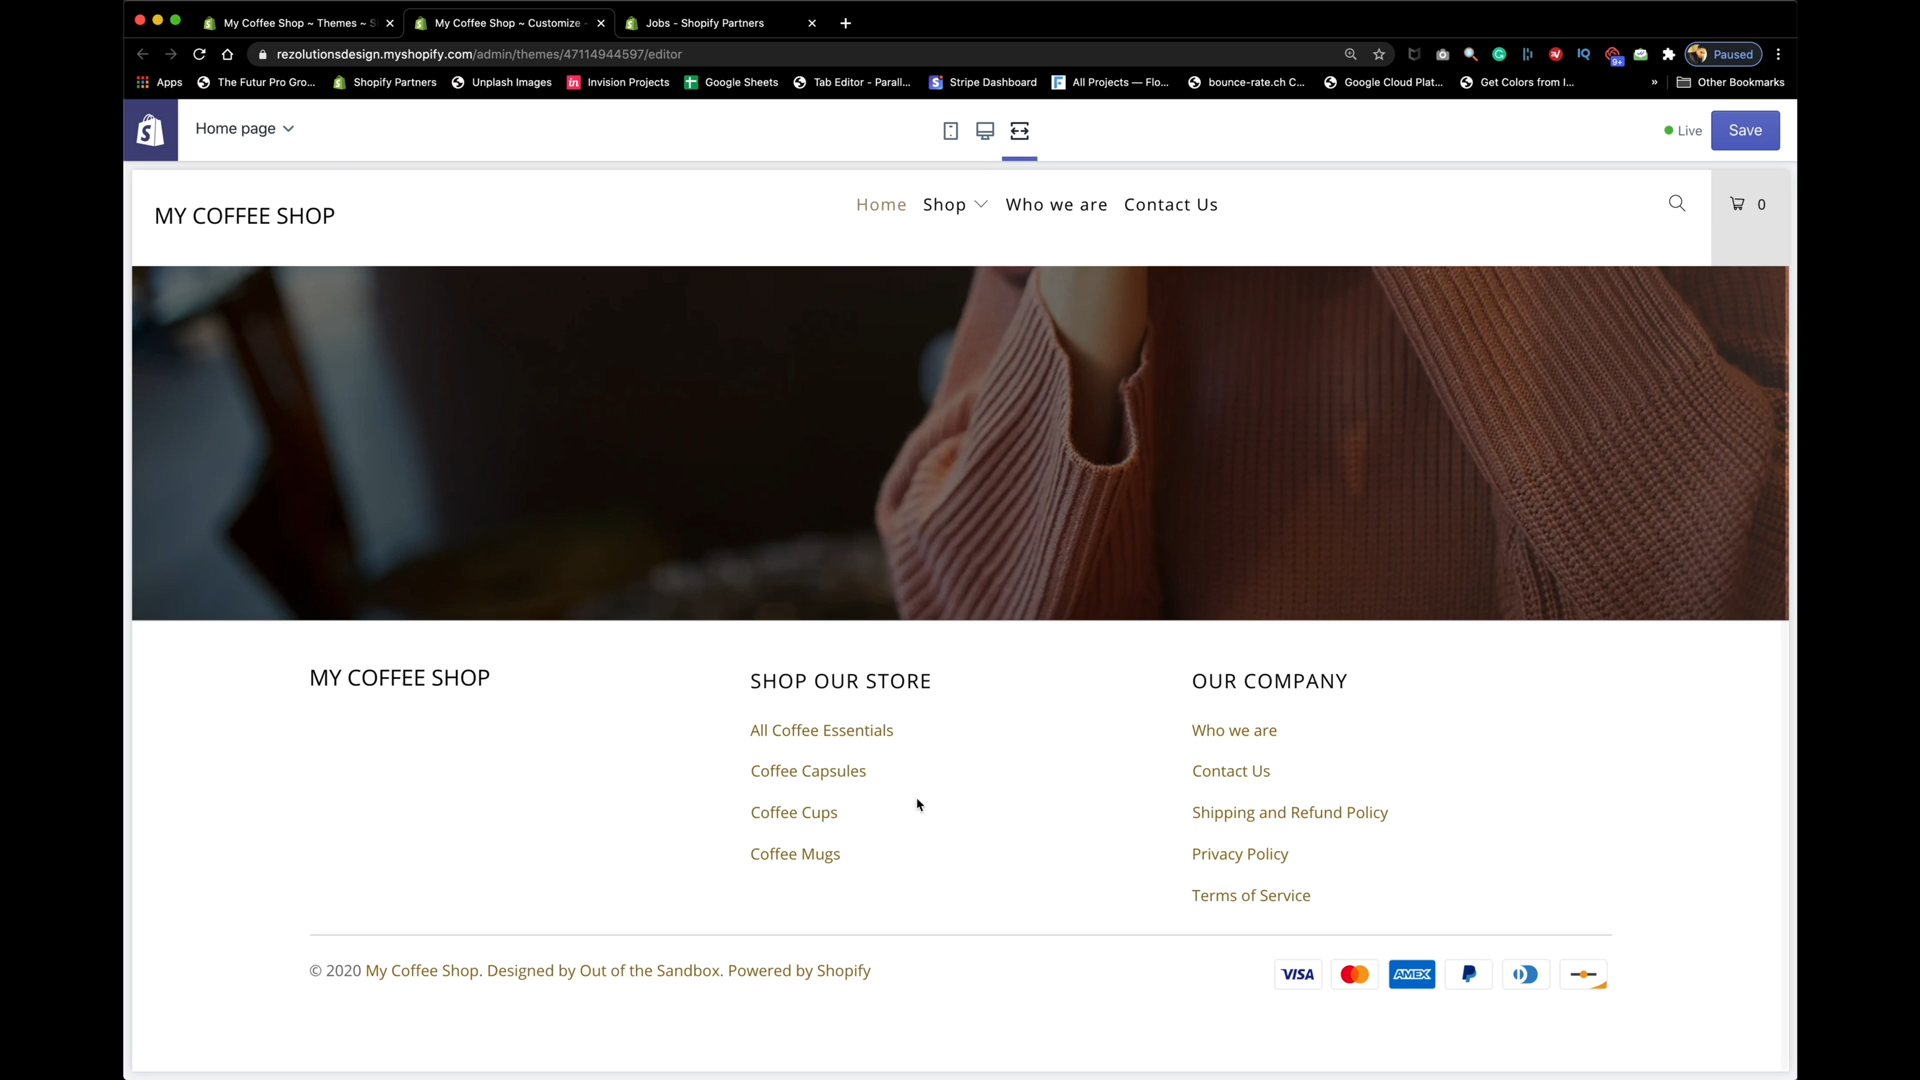 My Coffee Shop ~ Themes ~ S
My Coffee Shop ~ Customize
Jobs - Shopify Partners
rezolutionsdesign.myshopify.com/admin/themes/47114944597/editor
9+
Paused
Apps
The Futur Pro Gro...
Shopify Partners
Unplash Images
Invision Projects
Google Sheets
Tab Editor - Parall...
Stripe Dashboard
All Projects — Flo...
bounce-rate.ch C...
Google Cloud Plat...
Get Colors from I...
»
Other Bookmarks
Home page
Live
Save
MY COFFEE SHOP
Home
Shop
Who we are
Contact Us
0
MY COFFEE SHOP
SHOP OUR STORE
All Coffee Essentials
Coffee Capsules
Coffee Cups
Coffee Mugs
OUR COMPANY
Who we are
Contact Us
Shipping and Refund Policy
Privacy Policy
Terms of Service
© 2020 My Coffee Shop. Designed by Out of the Sandbox. Powered by Shopify
VISA
AMEX